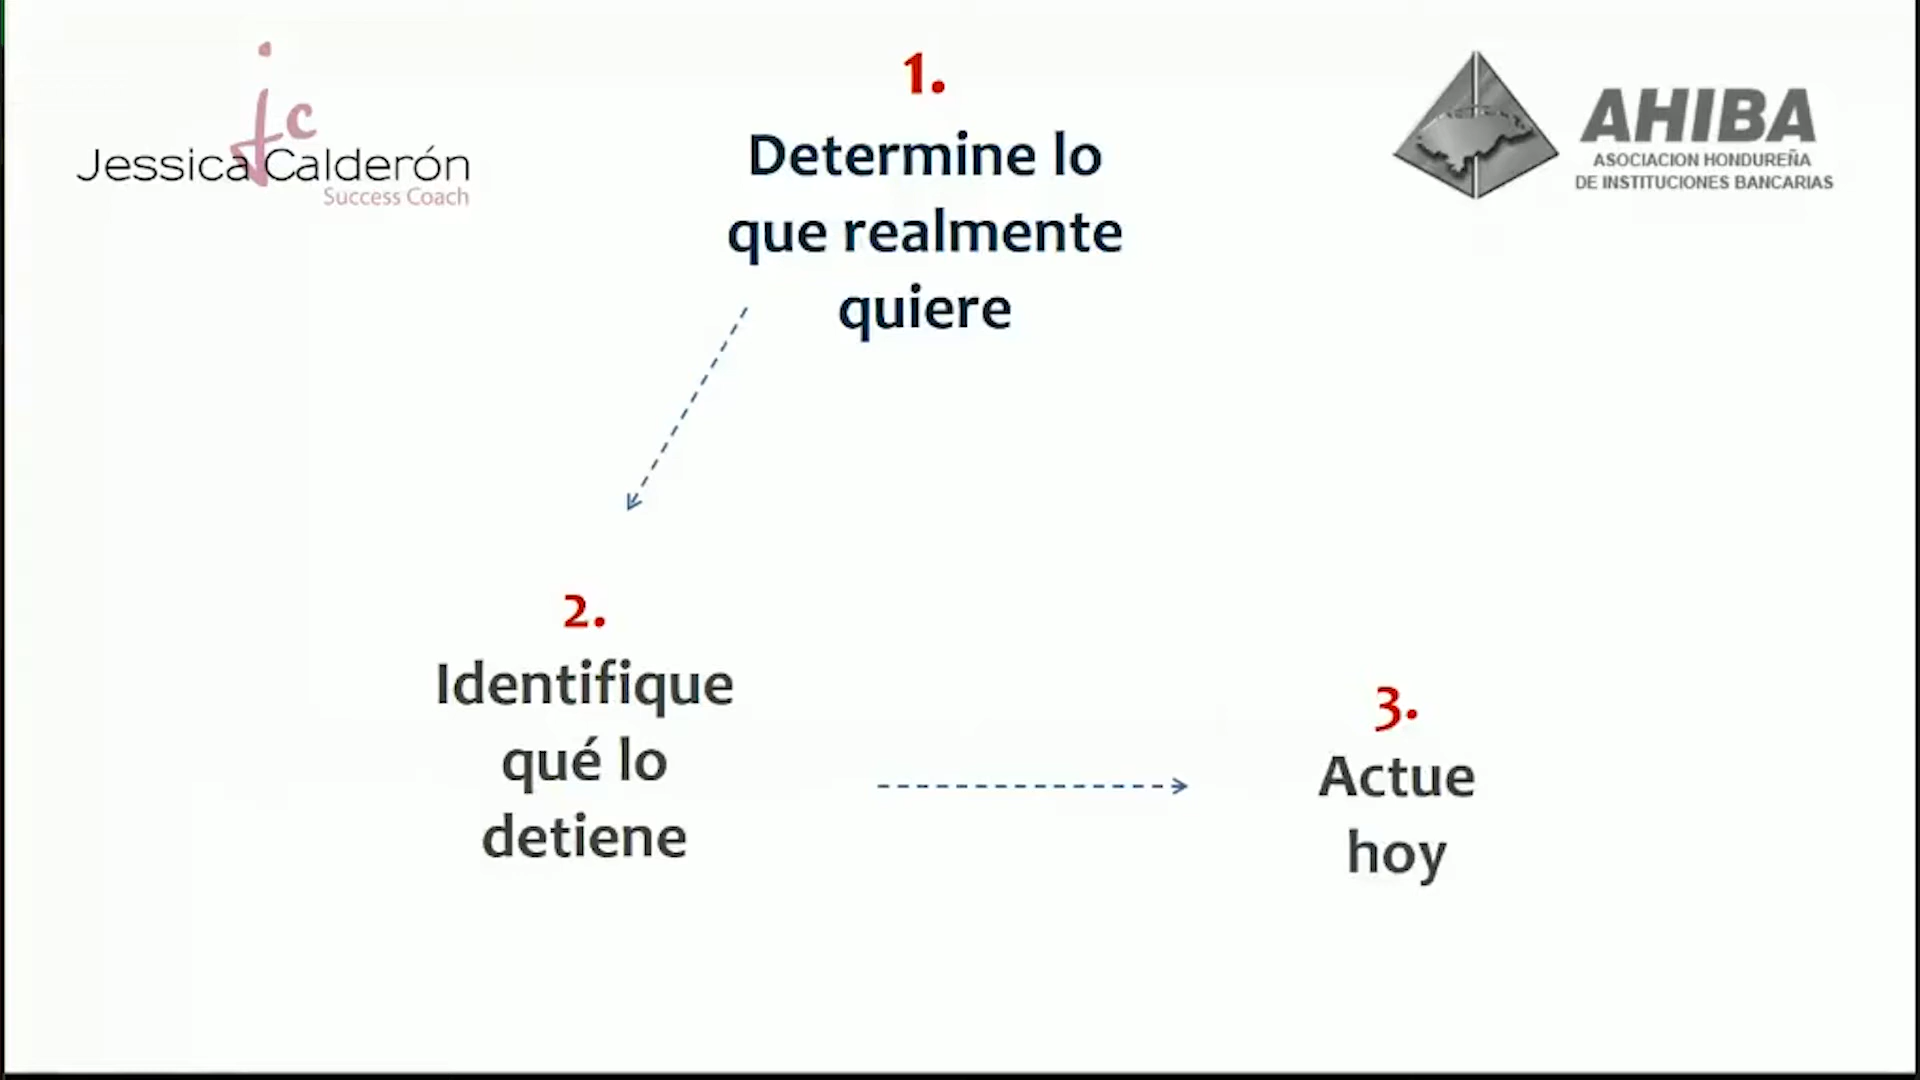 jc
Jessica Calderón
Success Coach
AHIBA
ASOCIACION HONDUREÑA
DE INSTITUCIONES BANCARIAS
1.
Determine lo
que realmente
quiere
2.
Identifique
qué lo
detiene
3.
Actue
hoy